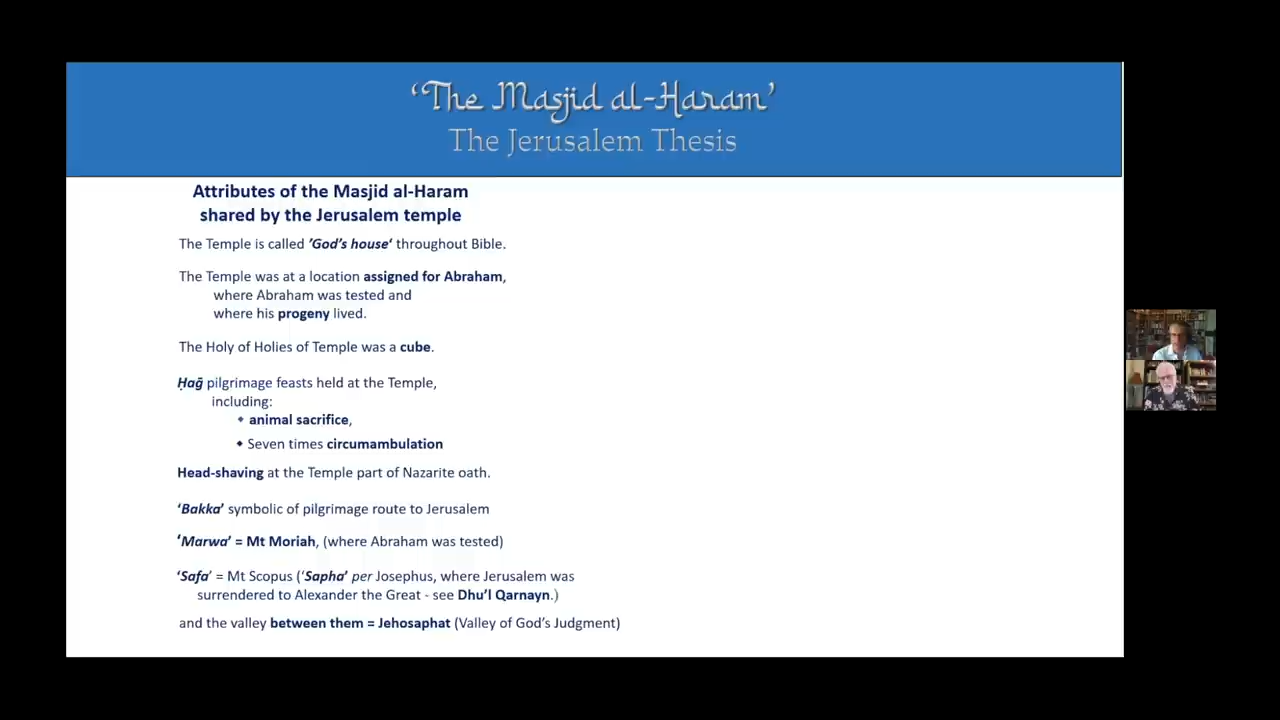 ‘The Masjid al-Haram’
The Jerusalem Thesis
Attributes of the Masjid al-Haram
shared by the Jerusalem temple
The Temple is called ’God’s house‘ throughout Bible.
The Temple was at a location assigned for Abraham,
where Abraham was tested and
where his progeny lived.
The Holy of Holies of Temple was a cube.
Ḥaḡ pilgrimage feasts held at the Temple,
including:
• animal sacrifice,
◆ Seven times circumambulation
Head-shaving at the Temple part of Nazarite oath.
‘Bakka’ symbolic of pilgrimage route to Jerusalem
‘Marwa’ = Mt Moriah, (where Abraham was tested)
‘Safa’ = Mt Scopus (‘Sapha’ per Josephus, where Jerusalem was
surrendered to Alexander the Great - see Dhu’l Qarnayn.)
and the valley between them = Jehosaphat (Valley of God’s Judgment)